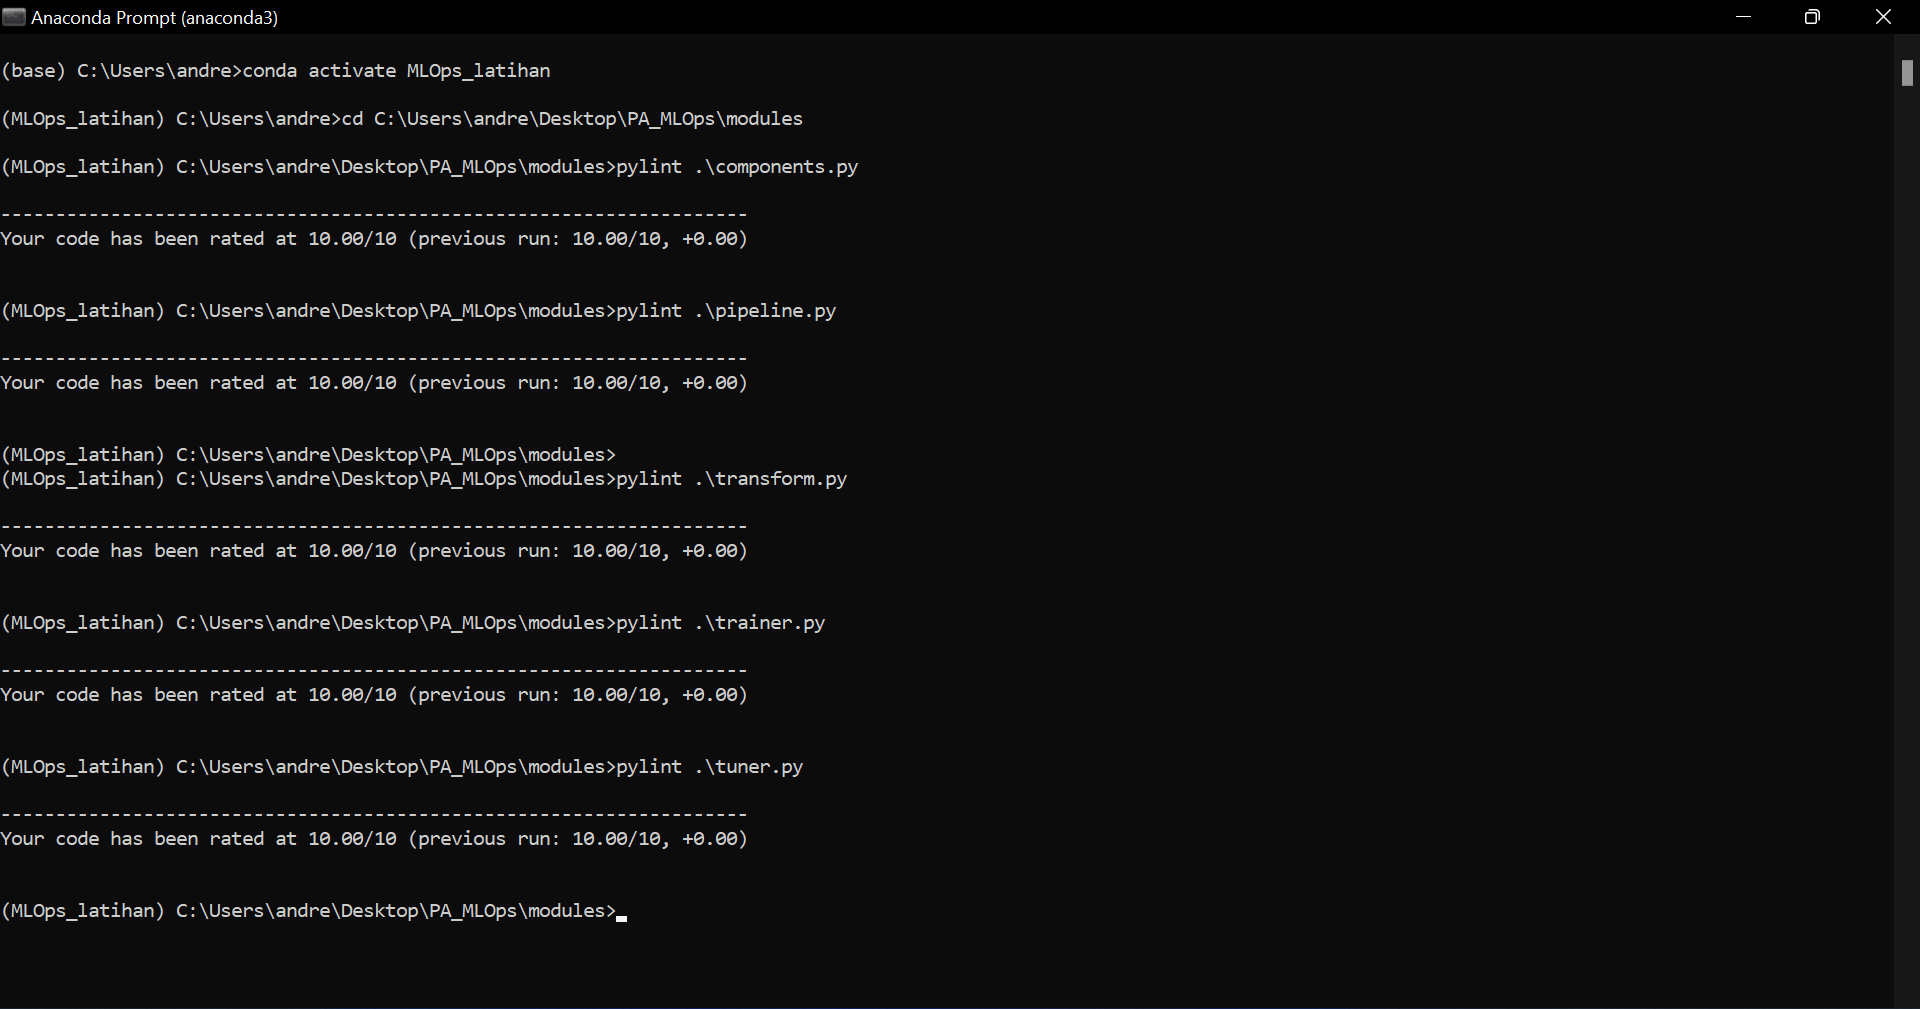 Anaconda Prompt (anaconda3)
(base) C:\Users\andre>conda activate MLOps_latihan
(MLOps_latihan) C:\Users\andre>cd C:\Users\andre\Desktop\PA_MLOps\modules
(MLOps_latihan) C:\Users\andre\Desktop\PA_MLOps\modules>pylint .\components.py
--------------------------------------------------------------------
Your code has been rated at 10.00/10 (previous run: 10.00/10, +0.00)
(MLOps_latihan) C:\Users\andre\Desktop\PA_MLOps\modules>pylint .\pipeline.py
--------------------------------------------------------------------
Your code has been rated at 10.00/10 (previous run: 10.00/10, +0.00)
(MLOps_latihan) C:\Users\andre\Desktop\PA_MLOps\modules>
(MLOps_latihan) C:\Users\andre\Desktop\PA_MLOps\modules>pylint .\transform.py
--------------------------------------------------------------------
Your code has been rated at 10.00/10 (previous run: 10.00/10, +0.00)
(MLOps_latihan) C:\Users\andre\Desktop\PA_MLOps\modules>pylint .\trainer.py
--------------------------------------------------------------------
Your code has been rated at 10.00/10 (previous run: 10.00/10, +0.00)
(MLOps_latihan) C:\Users\andre\Desktop\PA_MLOps\modules>pylint .\tuner.py
--------------------------------------------------------------------
Your code has been rated at 10.00/10 (previous run: 10.00/10, +0.00)
(MLOps_latihan) C:\Users\andre\Desktop\PA_MLOps\modules>